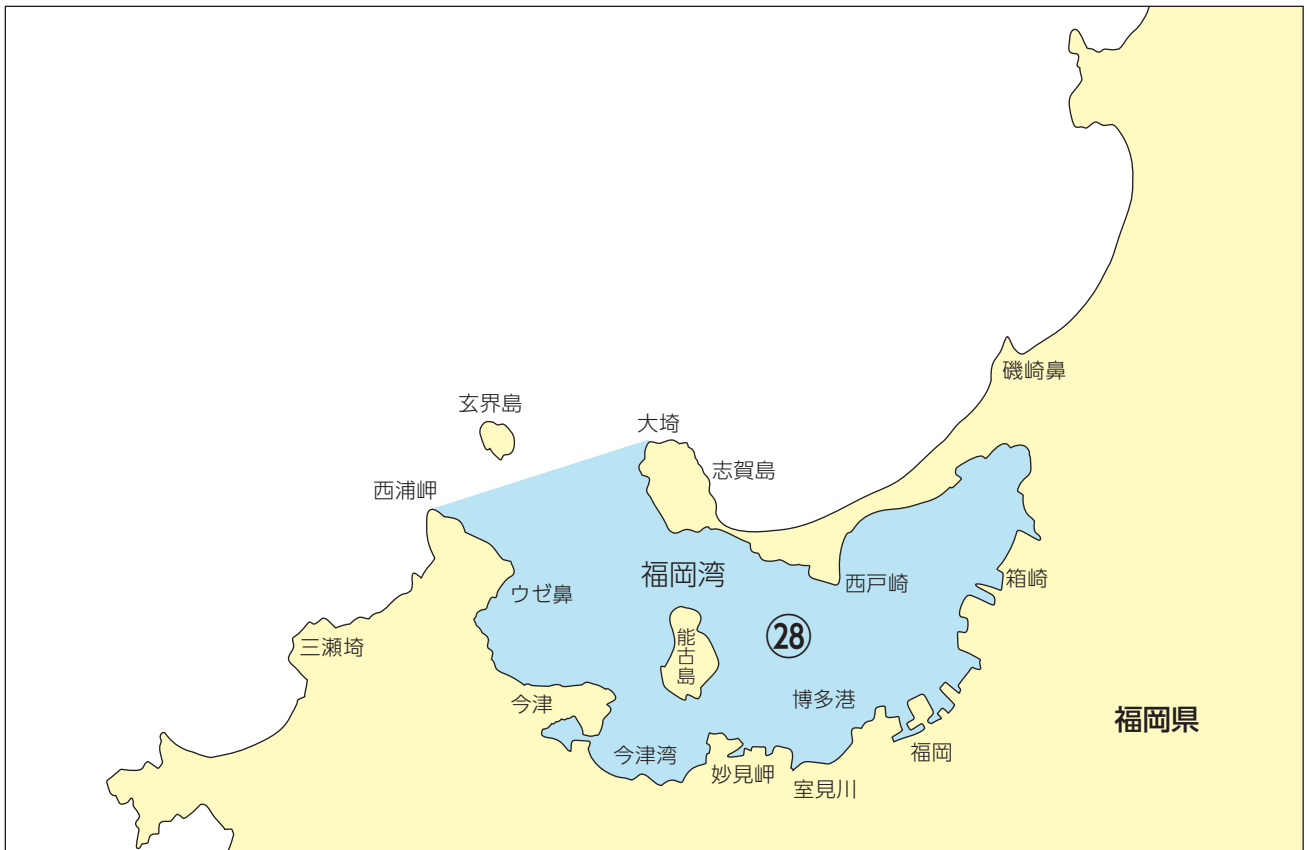 磯崎鼻
玄界島
大埼
志賀島
西浦岬
福岡湾
西戸崎
箱崎
ウゼ鼻
28
能古島
三瀬埼
今津
博多港
福岡県
今津湾
妙見岬
福岡
室見川